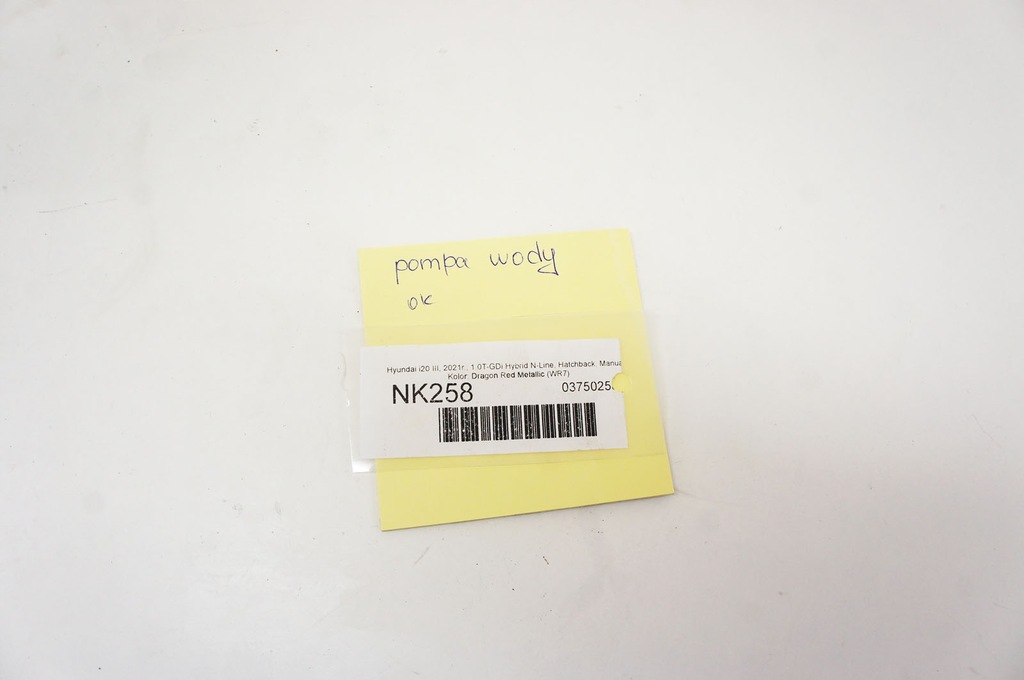 pompa wody
ok
Hyundai i20 III, 2021r., 1.0T-GDi Hybrid N-Line, Hatchback Manua
Kolor: Dragon Red Metallic (WR7)
NK258 0375025